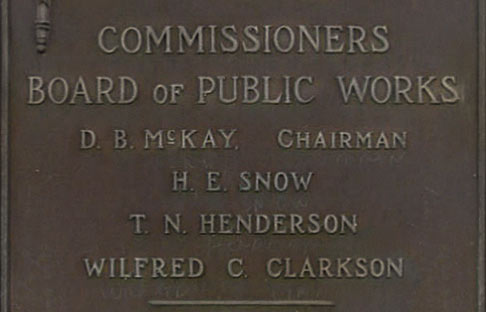 COMMISSIONERS
BOARD OF PUBLIC WORKS
D. B. McKAY, CHAIRMAN
H. E. SNOW
T. N. HENDERSON
WILFRED C. CLARKSON